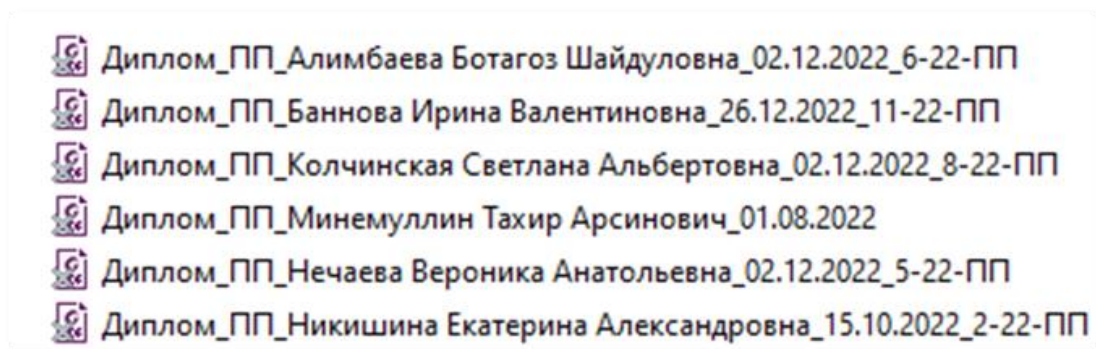 Диплом_ПП_Алимбаева Ботагоз Шайдуловна_02.12.2022_6-22-ПП
Диплом_ПП_Баннова Ирина Валентиновна_26.12.2022_11-22-ПП
Диплом_ПП_Колчинская Светлана Альбертовна_02.12.2022_8-22-ПП
Диплом_ПП_Минемуллин Тахир Арсинович_01.08.2022
Диплом_ПП_Нечаева Вероника Анатольевна_02.12.2022_5-22-ПП
Диплом_ПП_Никишина Екатерина Александровна_15.10.2022_2-22-ПП